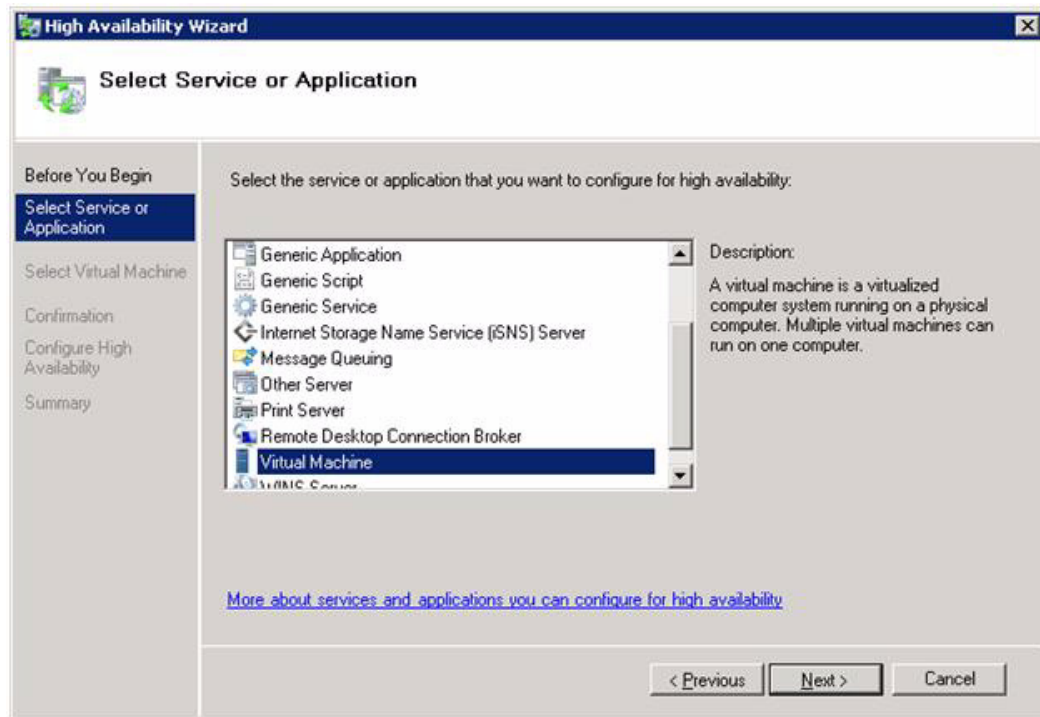 High Availability Wizard
Select Service or Application
Before You Begin
Select Service or
Application
Select Virtual Machine
Confirmation
Configure High
Availability
Summary
Select the service or application that you want to configure for high availability:
Generic Application
Generic Script
Generic Service
Internet Storage Name Service (iSNS) Server
Message Queuing
Other Server
Print Server
Remote Desktop Connection Broker
Virtual Machine
WINS Server
Description:
A virtual machine is a virtualized
computer system running on a physical
computer. Multiple virtual machines can
run on one computer.
More about services and applications you can configure for high availability
< Previous
Next >
Cancel